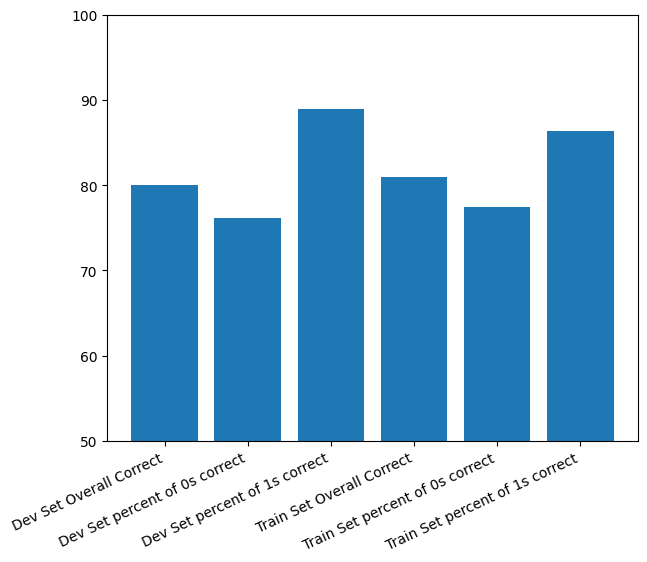 100
90
80
70
60
50
Dev Set Overall Correct
Dev Set percent of 0s correct
Dev Set percent of 1s correct
Train Set Overall Correct
Train Set percent of 0s correct
Train Set percent of 1s correct